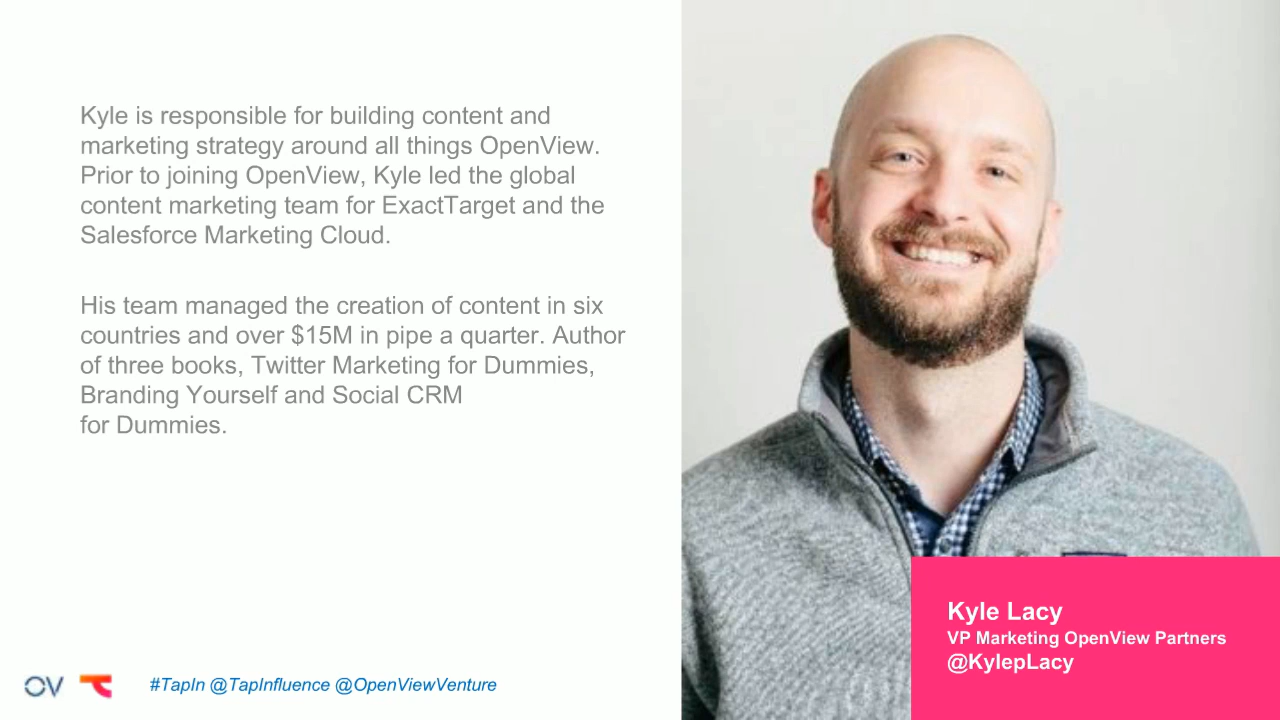 Kyle is responsible for building content and
marketing strategy around all things OpenView.
Prior to joining OpenView, Kyle led the global
content marketing team for ExactTarget and the
Salesforce Marketing Cloud.
His team managed the creation of content in six
countries and over $15M in pipe a quarter. Author
of three books, Twitter Marketing for Dummies,
Branding Yourself and Social CRM
for Dummies.
Kyle Lacy
VP Marketing OpenView Partners
@KylepLacy
OV
#TapIn @TapInfluence @OpenViewVenture